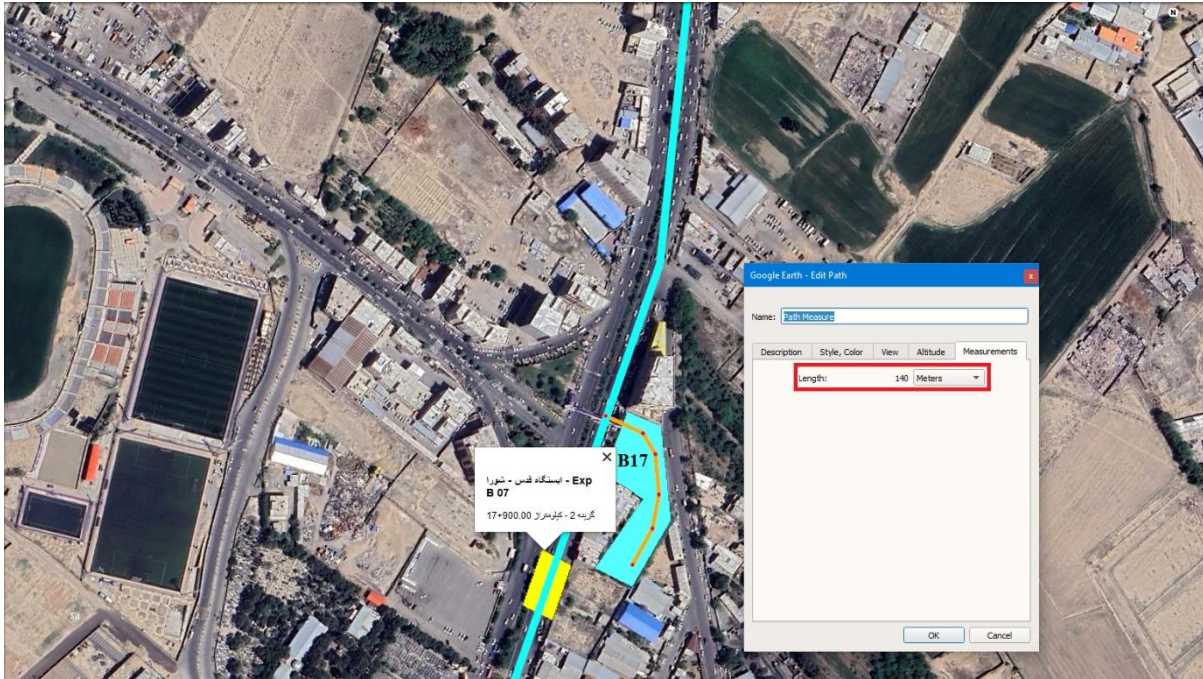 N
Google Earth - Edit Path
x
Name: Path Measure
Description Style, Color View Altitude Measurements
Length: 140 Meters
B17
ایستگاه قدس - شورا - Exp
B 07
گزینه 2 - کیلومتراژ 17+900.00
OK Cancel